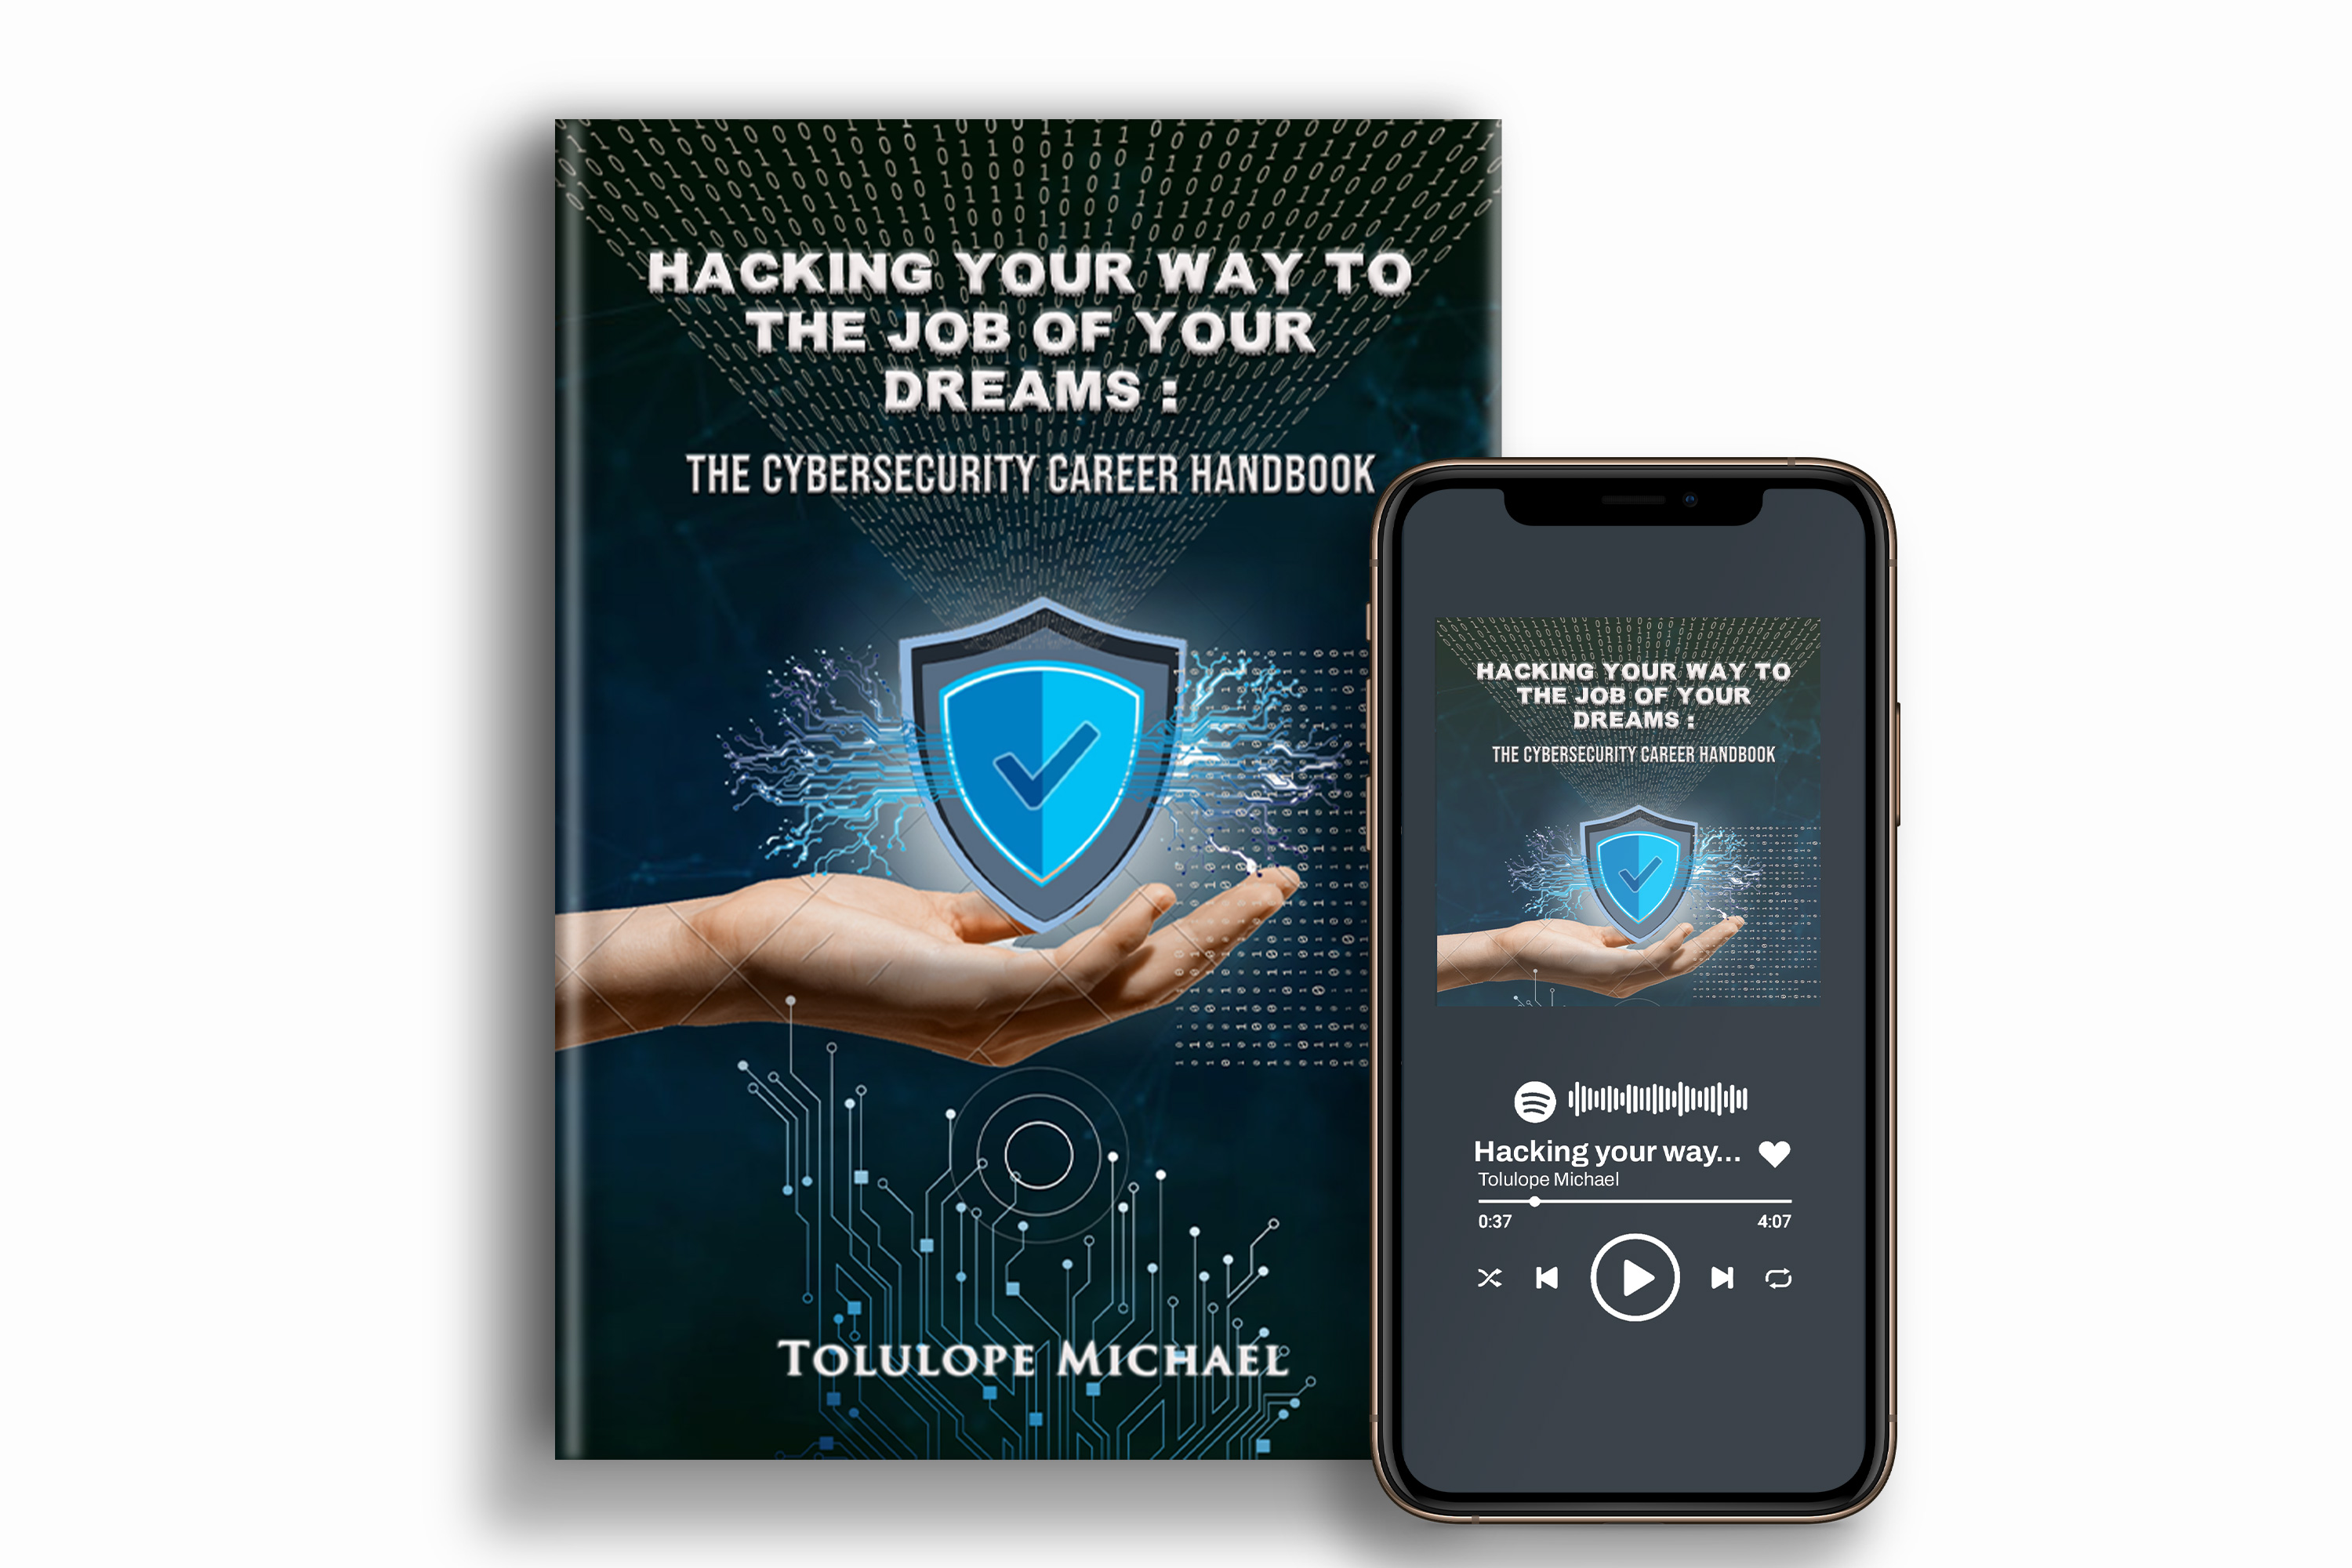 HACKING YOUR WAY TO
THE JOB OF YOUR
DREAMS :
THE CYBERSECURITY CAREER HANDBOOK
TOLULOPE MICHAEL
HACKING YOUR WAY TO
THE JOB OF YOUR
DREAMS :
THE CYBERSECURITY CAREER HANDBOOK
Hacking your way...
Tolulope Michael
0:37
4:07